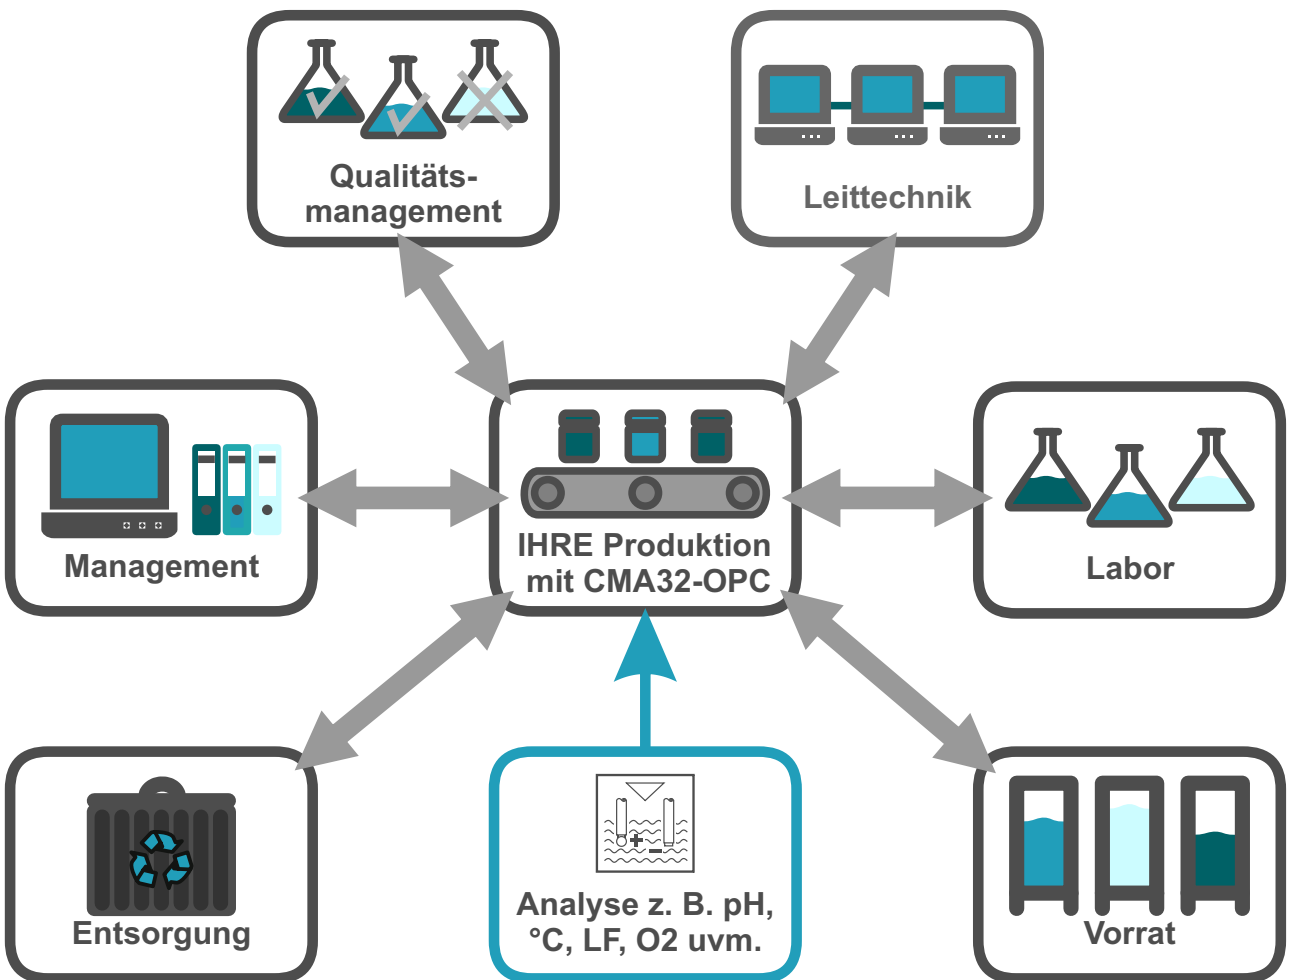 Qualitäts-
management
Leittechnik
Management
IHRE Produktion
mit CMA32-OPC
Labor
Entsorgung
Analyse z. B. pH,
°C, LF, O2 uvm.
Vorrat